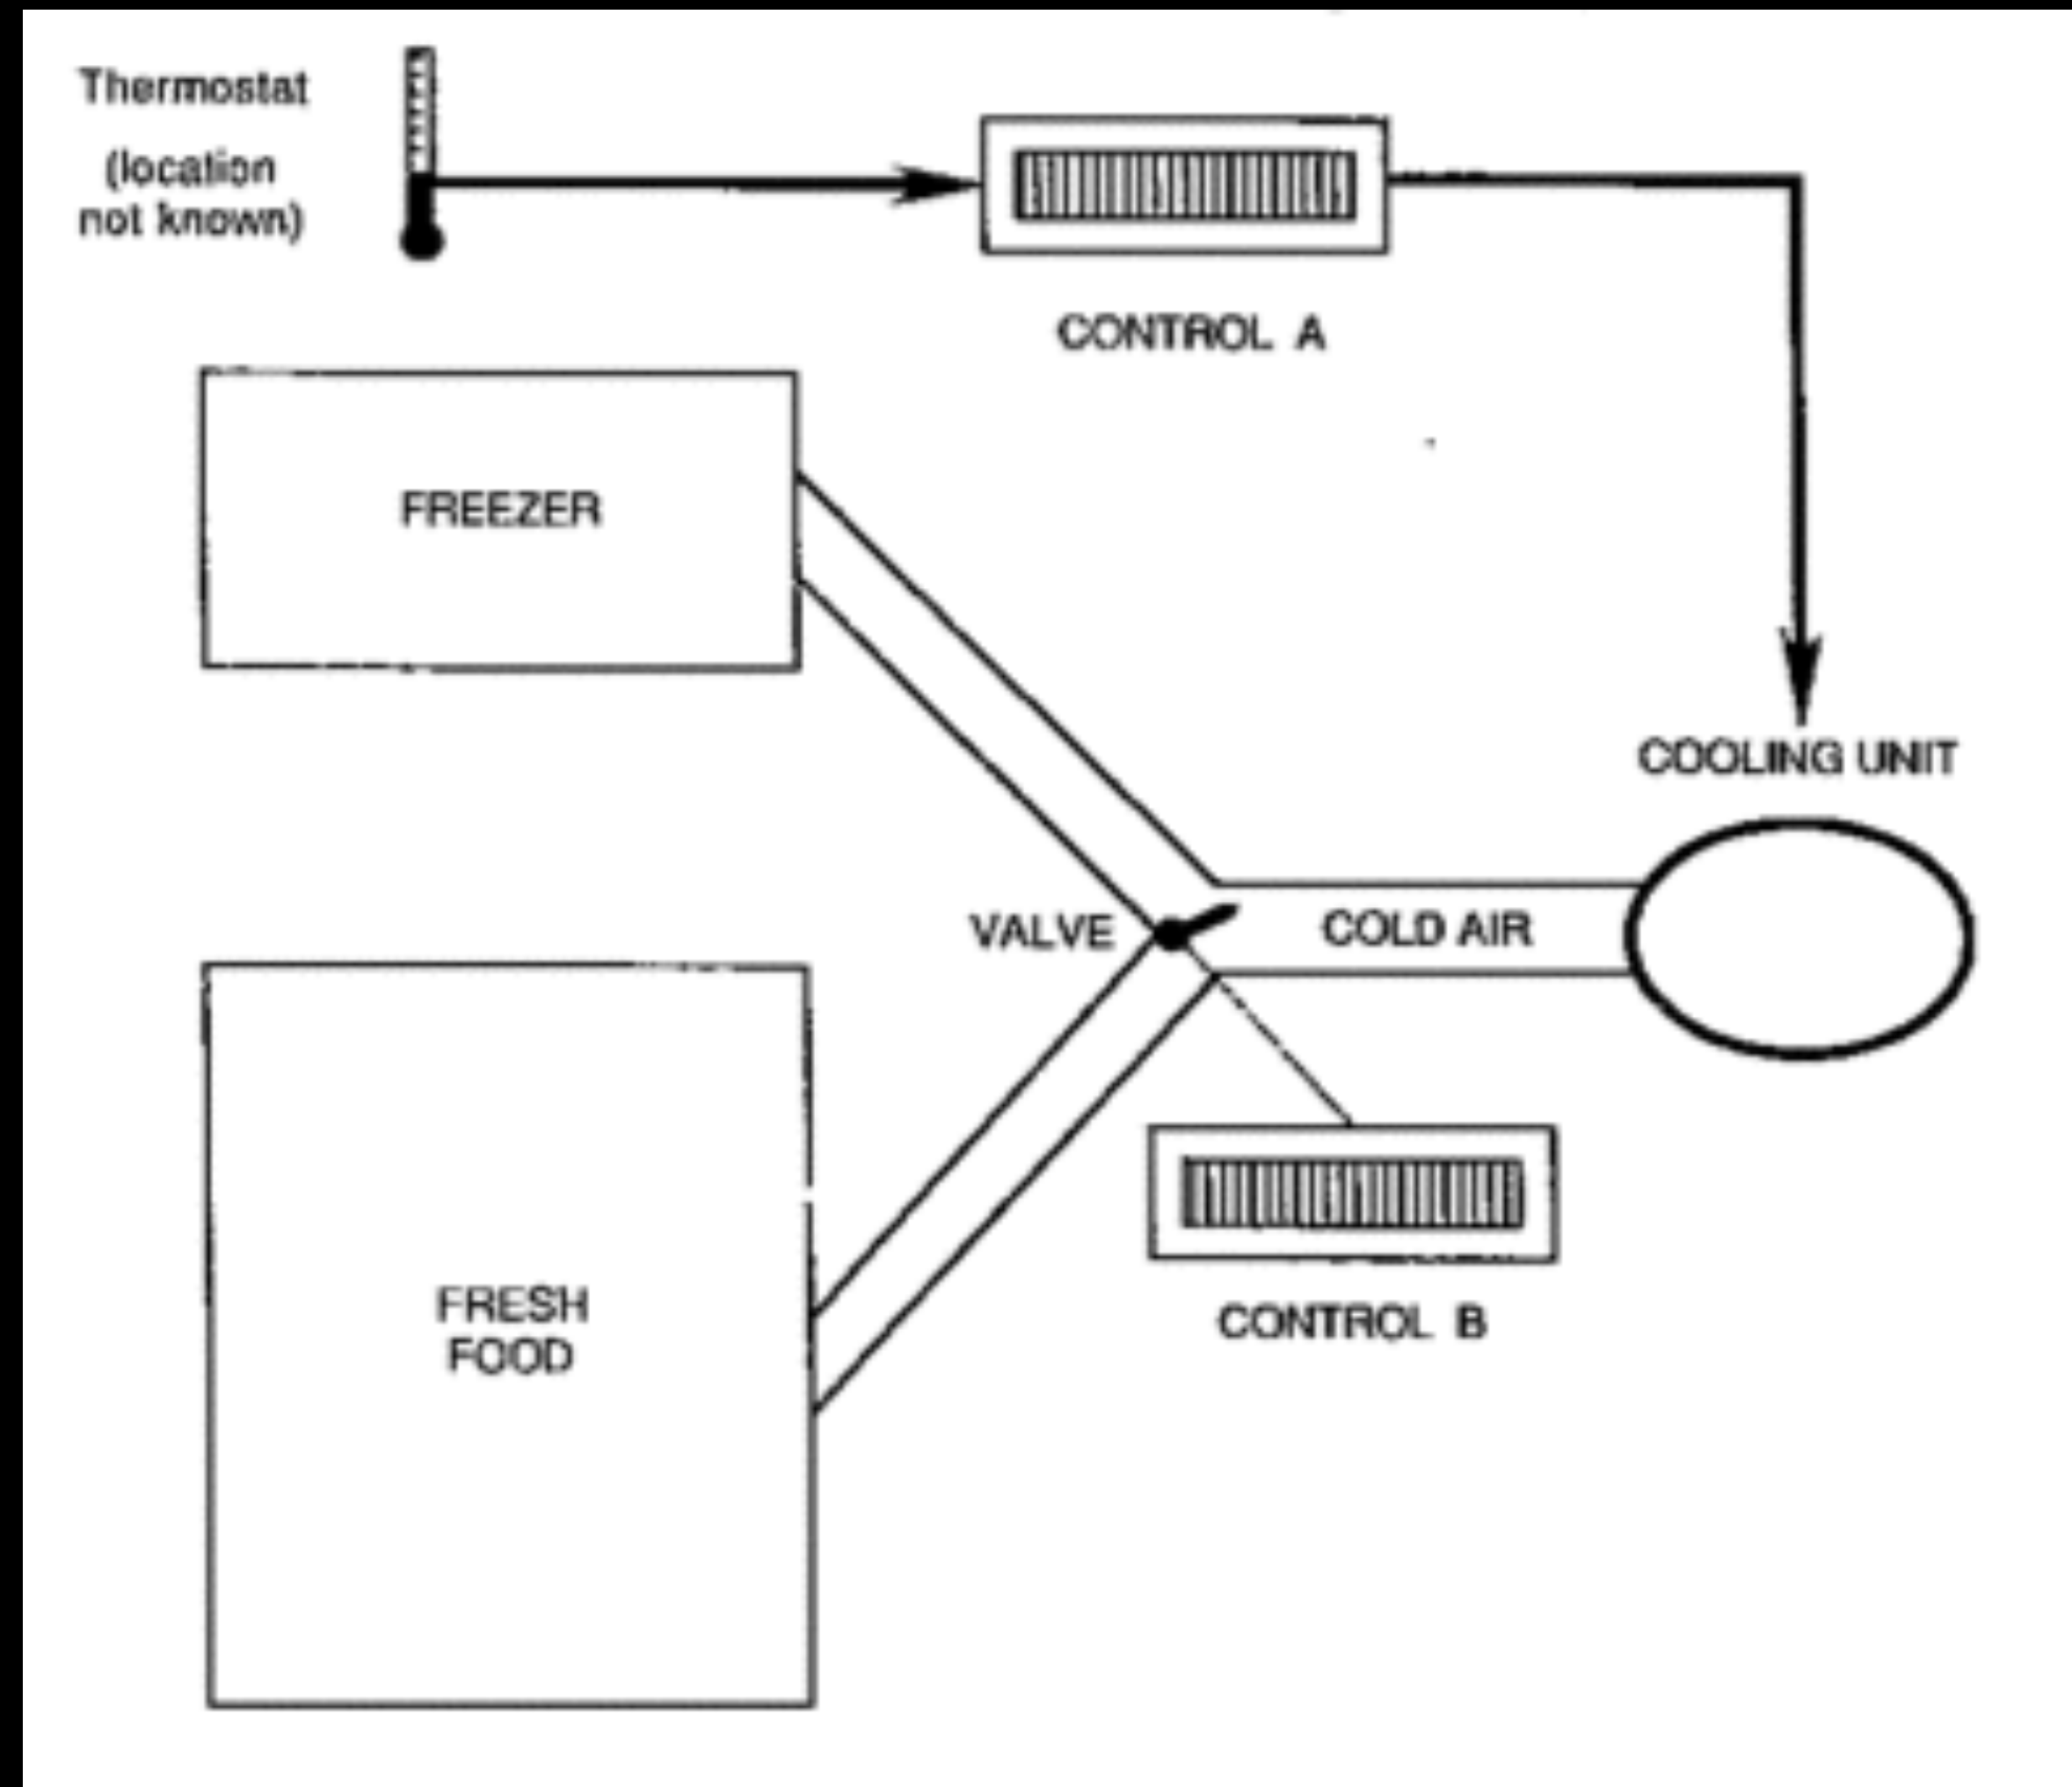 Thermostat
(location
not known)
CONTROL A
FREEZER
COOLING UNIT
VALVE
COLD AIR
FRESH
FOOD
CONTROL B